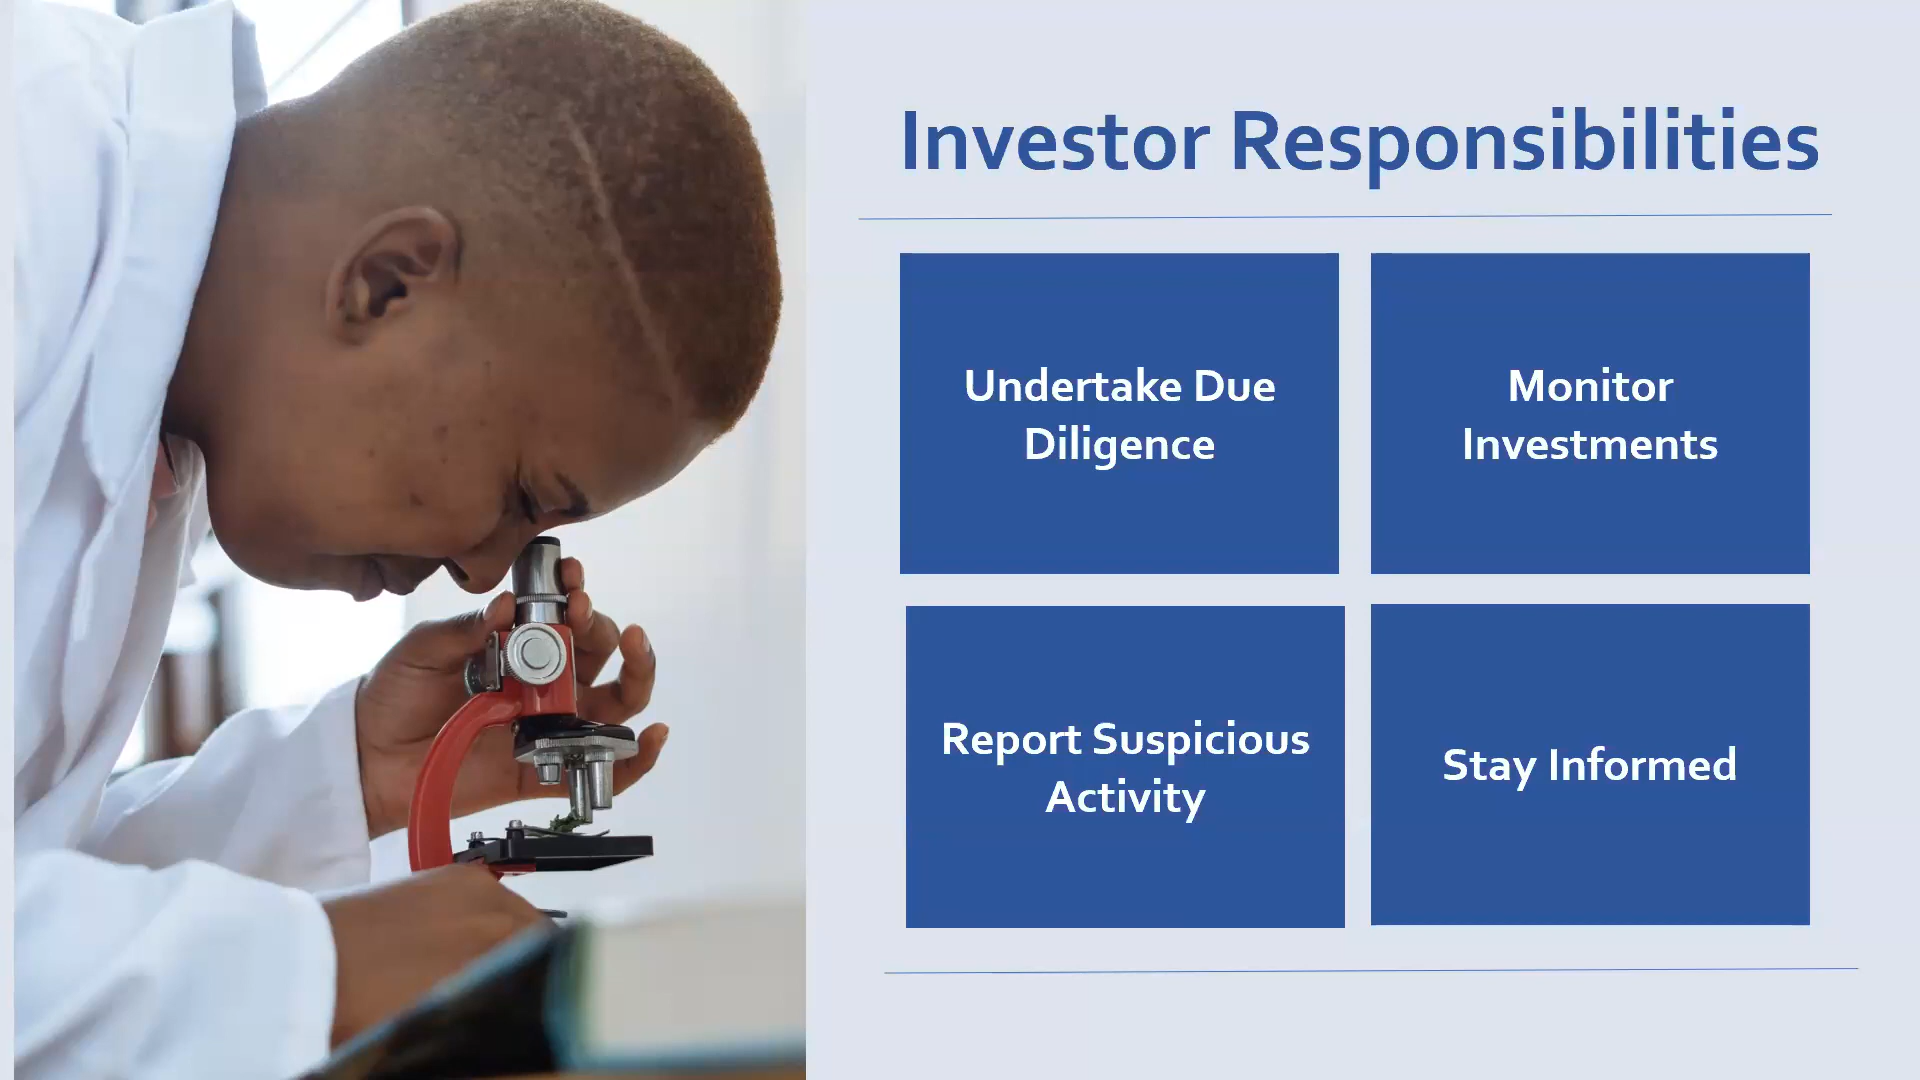 Investor Responsibilities
Undertake Due
Diligence
Monitor
Investments
Report Suspicious
Activity
Stay Informed